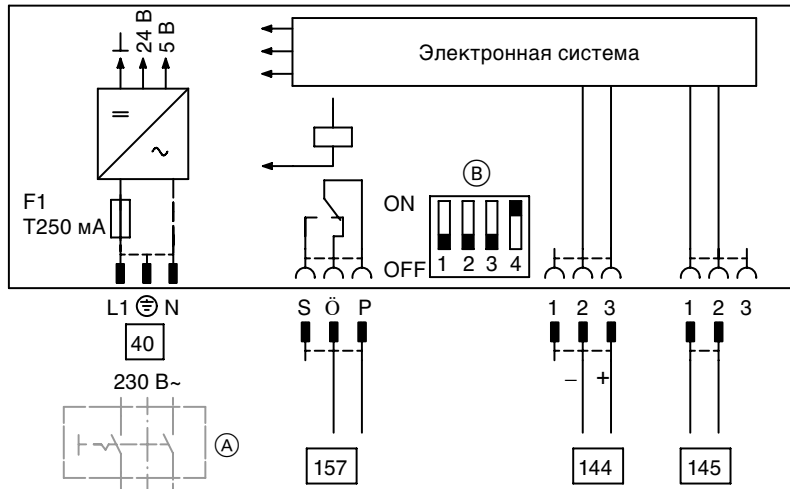 24 В
5 В
Электронная система
F1
T250 мА
B
ON
OFF
1 2 3 4
L1 N
S Ö P
1 2 3
1 2 3
40
230 В~
− +
A
157
144
145